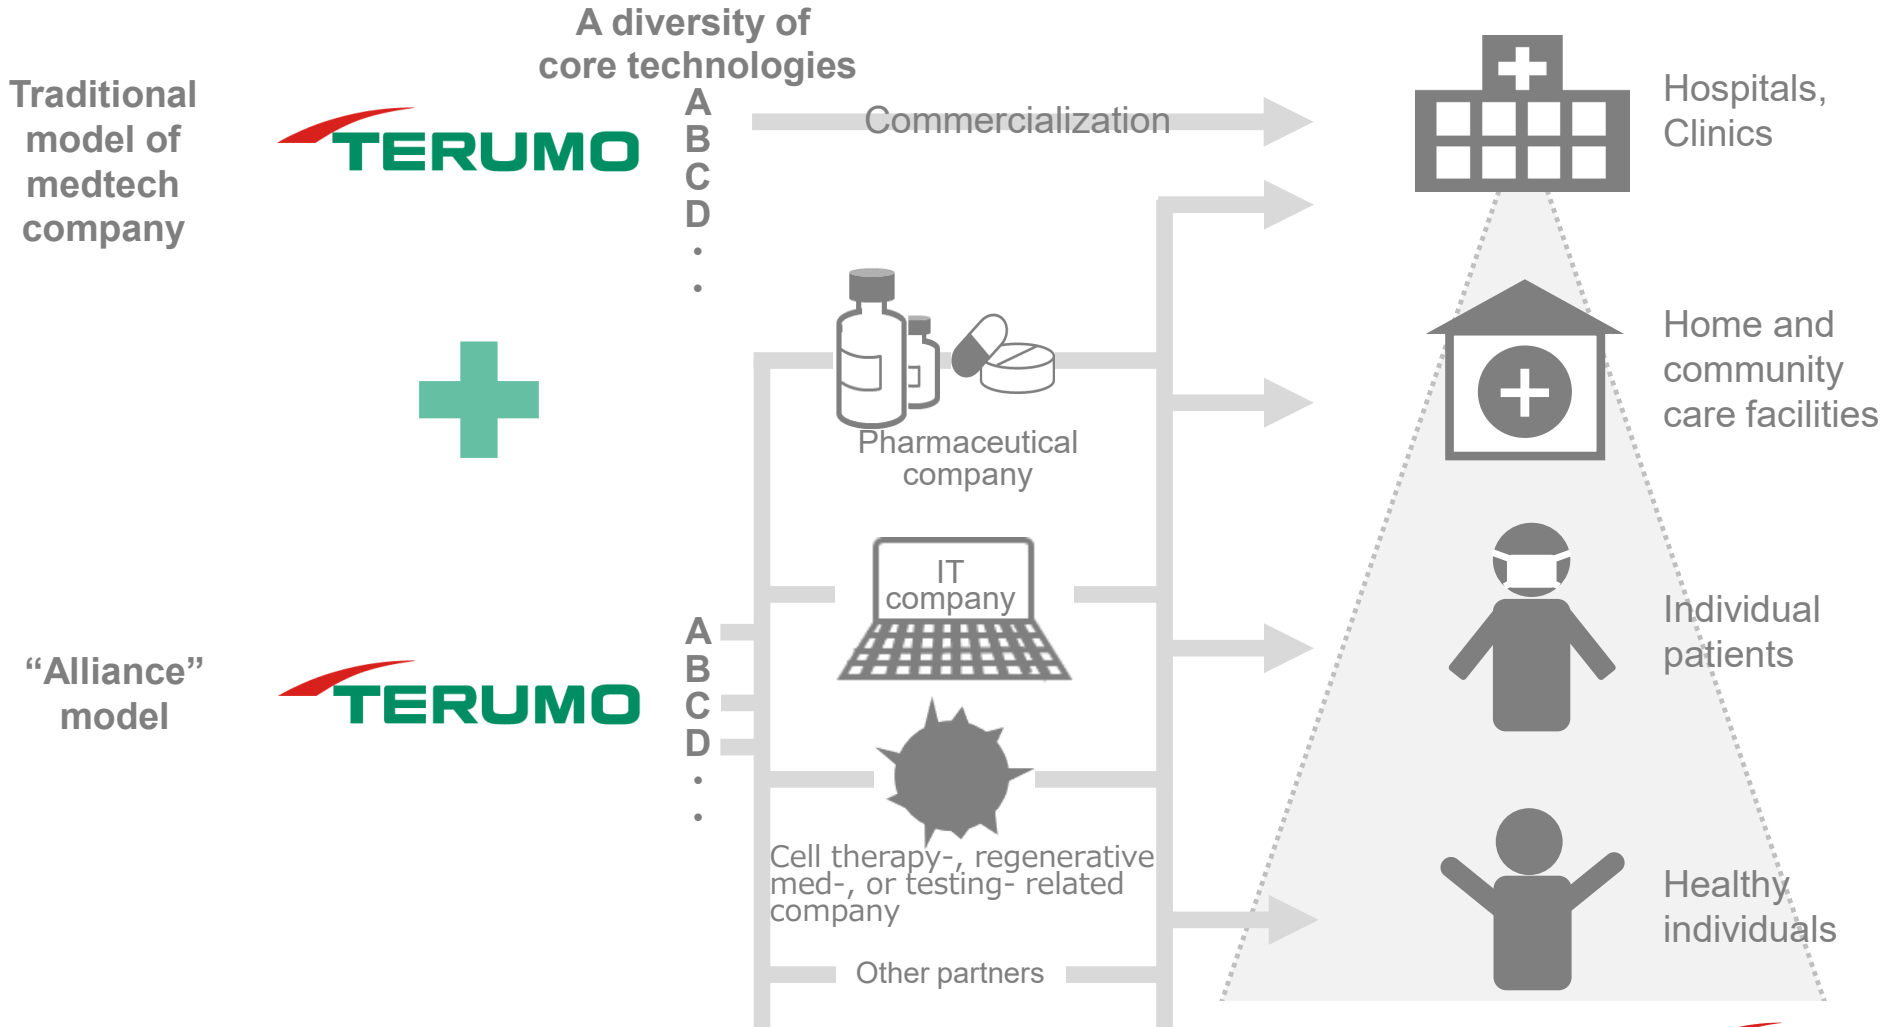 A diversity of
core technologies
Traditional
model of
medtech
company
TERUMO
A
B
C
D
・
・
Commercialization
Hospitals,
Clinics
Pharmaceutical
company
Home and
community
care facilities
IT
company
“Alliance”
model
TERUMO
A
B
C
D
・
・
Individual
patients
Cell therapy-, regenerative
med-, or testing- related
company
Healthy
individuals
Other partners